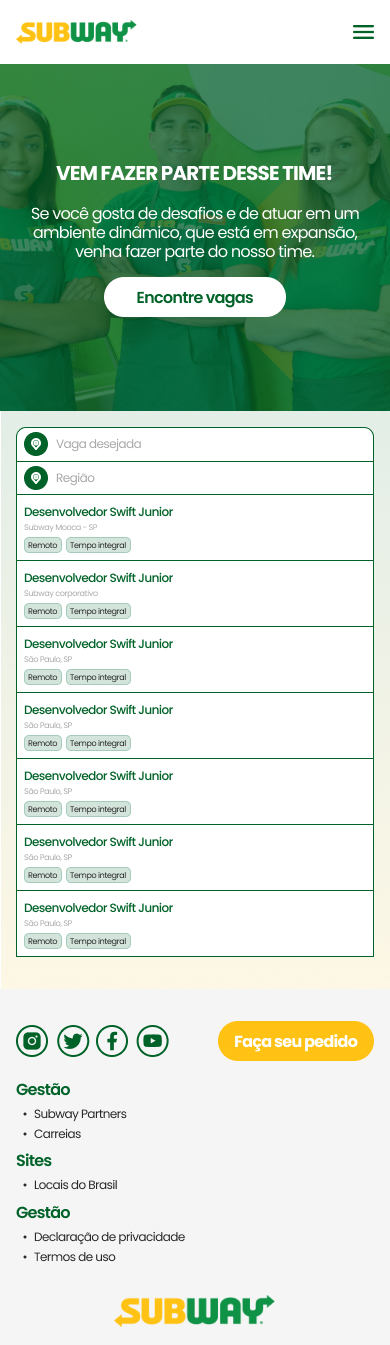 SUBWAY
VEM FAZER PARTE DESSE TIME!
Se você gosta de desafios e de atuar em um
ambiente dinâmico, que está em expansão,
venha fazer parte do nosso time.
Encontre vagas
Vaga desejada
Região
Desenvolvedor Swift Junior
Subway Mooca - SP
Remoto Tempo integral
Desenvolvedor Swift Junior
Subway corporativo
Remoto Tempo integral
Desenvolvedor Swift Junior
São Paulo, SP
Remoto Tempo integral
Desenvolvedor Swift Junior
São Paulo, SP
Remoto Tempo integral
Desenvolvedor Swift Junior
São Paulo, SP
Remoto Tempo integral
Desenvolvedor Swift Junior
São Paulo, SP
Remoto Tempo integral
Desenvolvedor Swift Junior
São Paulo, SP
Remoto Tempo integral
Faça seu pedido
Gestão
• Subway Partners
• Carreias
Sites
• Locais do Brasil
Gestão
• Declaração de privacidade
• Termos de uso
SUBWAY